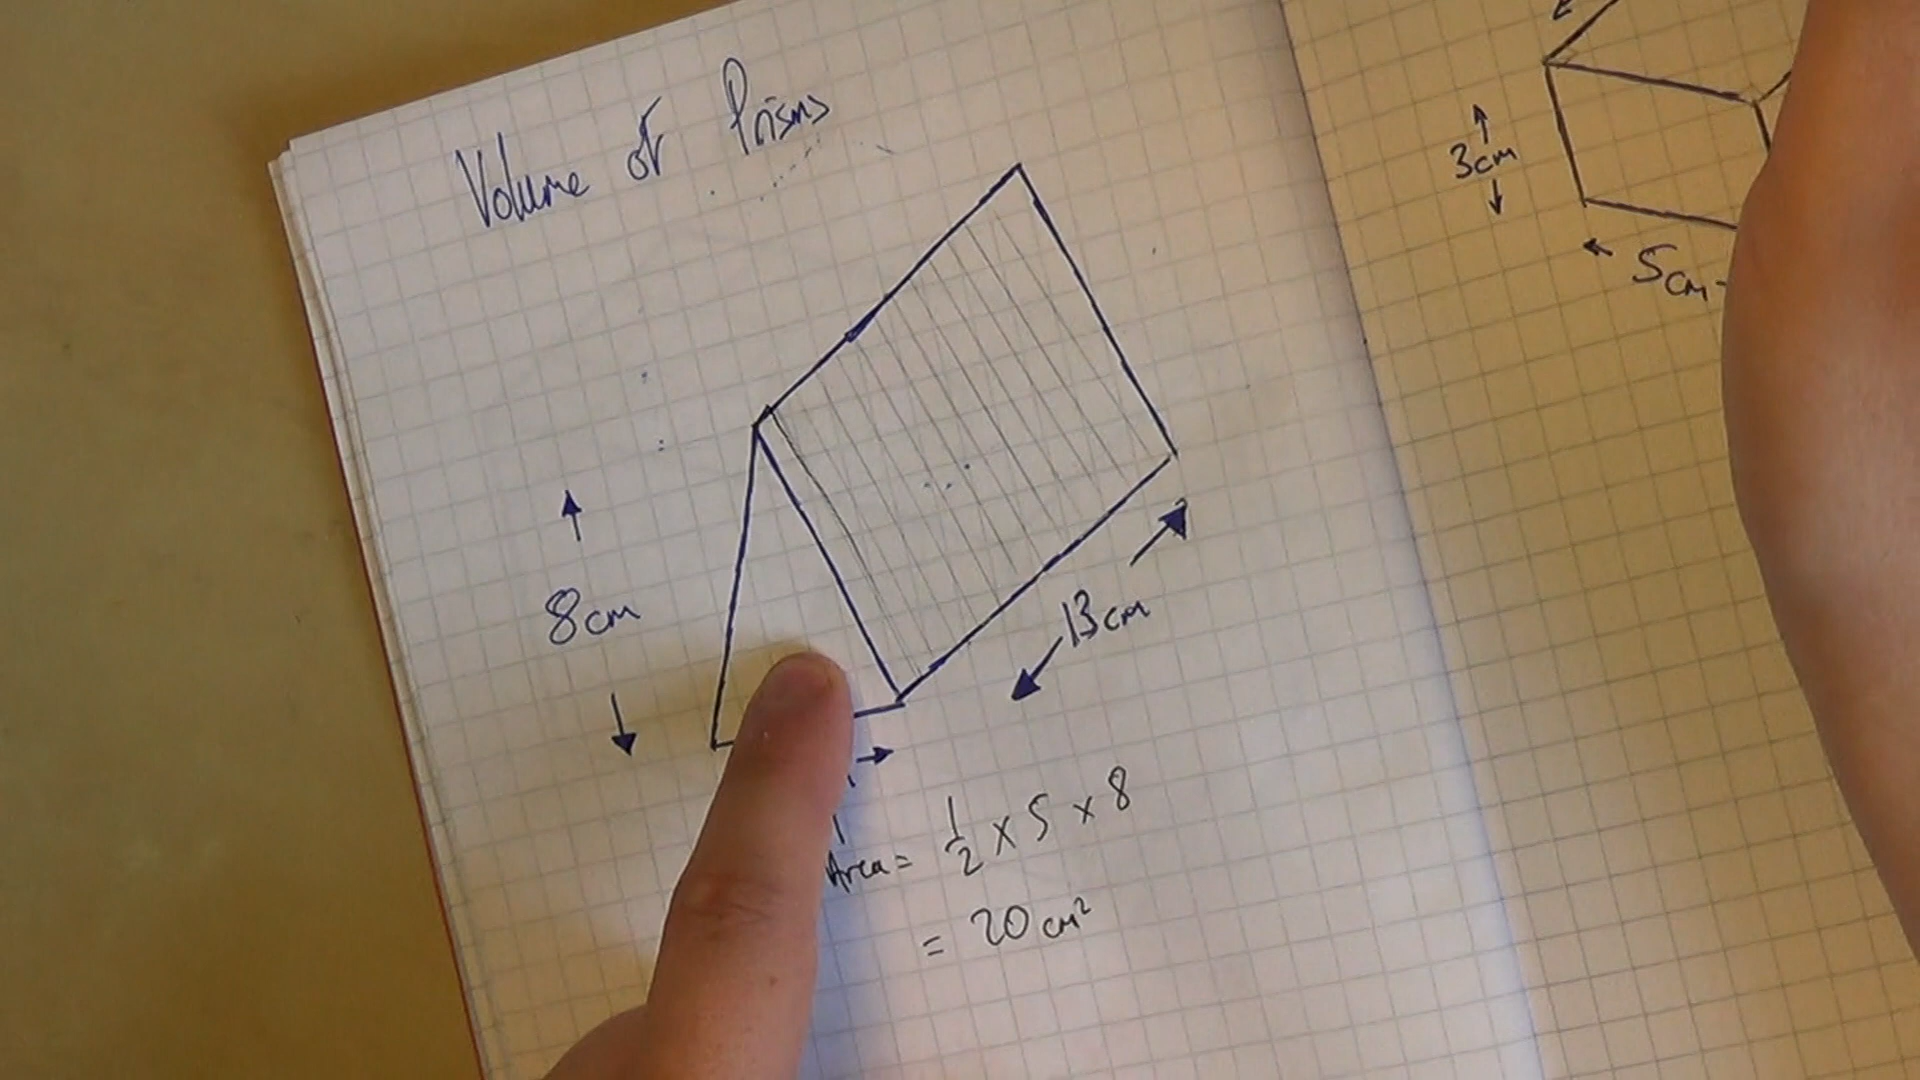 Volume of Prisms
8cm
13cm
Area = 1/2 × 5 × 8
= 20 cm²
3cm
5cm